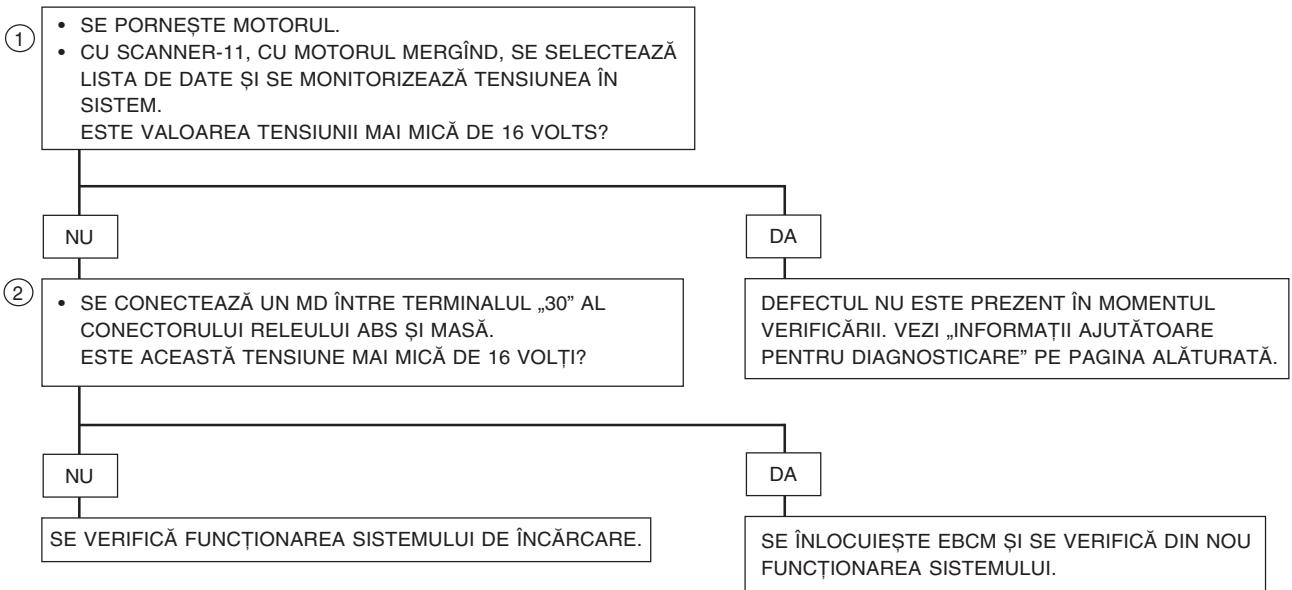 1
• SE PORNEȘTE MOTORUL.
• CU SCANNER-11, CU MOTORUL MERGÎND, SE SELECTEAZĂ
LISTA DE DATE ȘI SE MONITORIZEAZĂ TENSIUNEA ÎN
SISTEM.
ESTE VALOAREA TENSIUNII MAI MICĂ DE 16 VOLTS?
NU
DA
2
• SE CONECTEAZĂ UN MD ÎNTRE TERMINALUL „30” AL
CONECTORULUI RELEULUI ABS ȘI MASĂ.
ESTE ACEASTĂ TENSIUNE MAI MICĂ DE 16 VOLȚI?
DEFECTUL NU ESTE PREZENT ÎN MOMENTUL
VERIFICĂRII. VEZI „INFORMAȚII AJUTĂTOARE
PENTRU DIAGNOSTICARE” PE PAGINA ALĂTURATĂ.
NU
DA
SE VERIFICĂ FUNCȚIONAREA SISTEMULUI DE ÎNCĂRCARE.
SE ÎNLOCUIEȘTE EBCM ȘI SE VERIFICĂ DIN NOU
FUNCȚIONAREA SISTEMULUI.